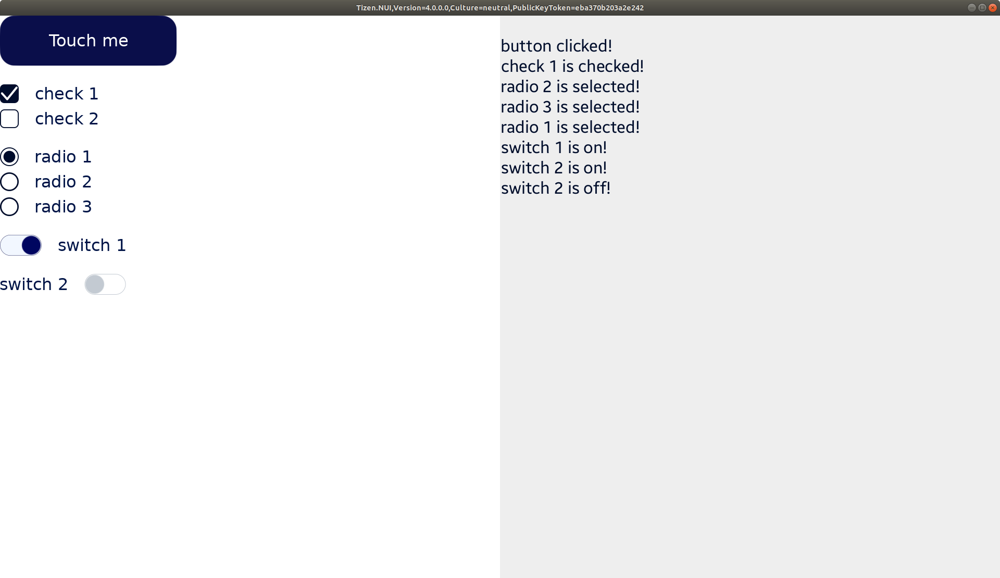 Tizen.NUI,Version=4.0.0.0,Culture=neutral,PublicKeyToken=eba370b203a2e242
Touch me
check 1
check 2
radio 1
radio 2
radio 3
switch 1
switch 2
button clicked!
check 1 is checked!
radio 2 is selected!
radio 3 is selected!
radio 1 is selected!
switch 1 is on!
switch 2 is on!
switch 2 is off!